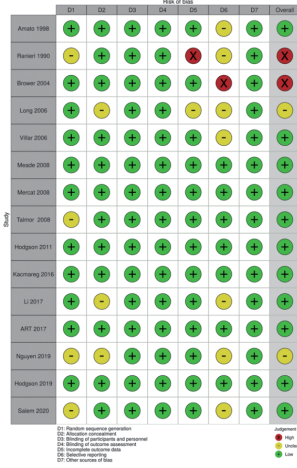 Risk of bias
D1 D2 D3 D4 D5 D6 D7 Overall
Study
Amato 1998 + + + + + - + +
Ranieri 1990 - + + + X - + X
Brower 2004 + + + + + X + X
Long 2006 + - + + - - + -
Villar 2006 + + + + + - + +
Meade 2008 + + + + + + + +
Mercat 2008 + + + + + + + +
Talmor 2008 - + + + + + + +
Hodgson 2011 + + + + + + + +
Kacmareg 2016 + + + + + + + +
Li 2017 + - + + + - + +
ART 2017 + + + + + + + +
Nguyen 2019 - - + + + - + -
Hodgson 2019 + + + + + + + +
Salem 2020 - + + + + - + +
D1: Random sequence generation
D2: Allocation concealment
D3: Blinding of participants and personnel
D4: Blinding of outcome assessment
D5: Incomplete outcome data
D6: Selective reporting
D7: Other sources of bias
Judgement
X High
- Unclear
+ Low